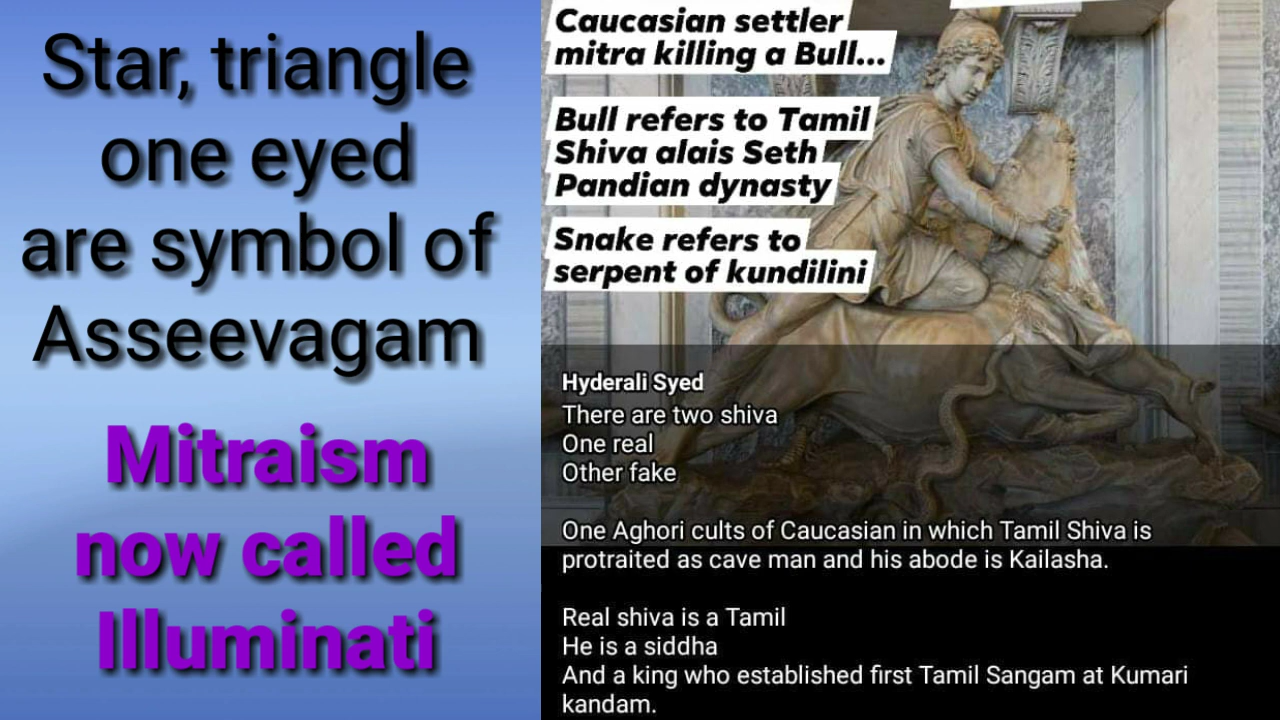 Star, triangle
one eyed
are symbol of
Asseevagam
Mitraism
now called
Illuminati
Caucasian settler
mitra killing a Bull...
Bull refers to Tamil
Shiva alais Seth
Pandian dynasty
Snake refers to
serpent of kundilini
Hyderali Syed
There are two shiva
One real
Other fake
One Aghori cults of Caucasian in which Tamil Shiva is
protraited as cave man and his abode is Kailasha.
Real shiva is a Tamil
He is a siddha
And a king who established first Tamil Sangam at Kumari
kandam.